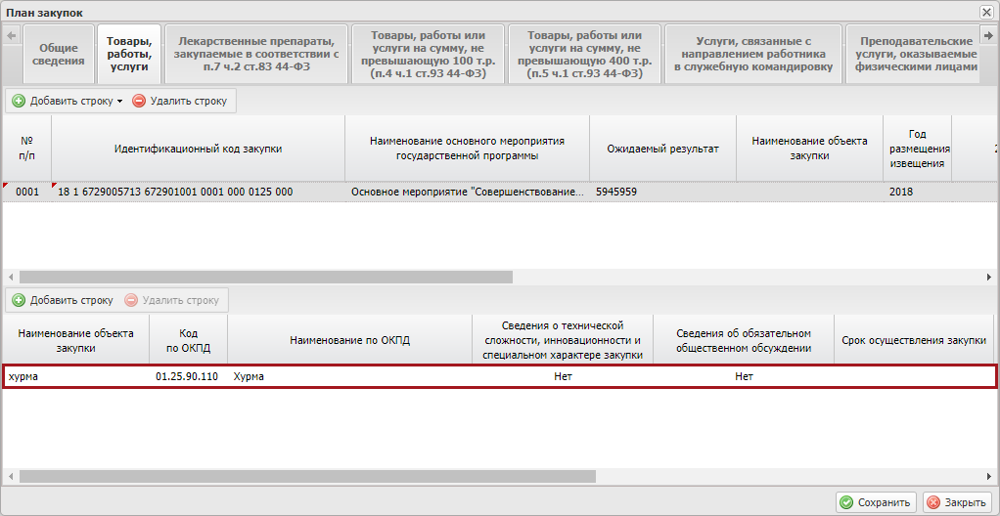 План закупок
Общие
сведения
Товары,
работы,
услуги
Лекарственные препараты,
закупаемые в соответствии с
п.7 ч.2 ст.83 44-ФЗ
Товары, работы или
услуги на сумму, не
превышающую 100 т.р.
(п.4 ч.1 ст.93 44-ФЗ)
Товары, работы или
услуги на сумму, не
превышающую 400 т.р.
(п.5 ч.1 ст.93 44-ФЗ)
Услуги, связанные с
направлением работника
в служебную командировку
Преподавательские
услуги, оказываемые
физическими лицами
Добавить строку
Удалить строку
№
п/п
Идентификационный код закупки
Наименование основного мероприятия
государственной программы
Ожидаемый результат
Наименование объекта
закупки
Год
размещения
извещения
0001
18 1 6729005713 672901001 0001 000 0125 000
Основное мероприятие "Совершенствование...
5945959
2018
Добавить строку
Удалить строку
Наименование объекта
закупки
Код
по ОКПД
Наименование по ОКПД
Сведения о технической
сложности, инновационности и
специальном характере закупки
Сведения об обязательном
общественном обсуждении
Срок осуществления закупки
хурма
01.25.90.110
Хурма
Нет
Нет
Сохранить
Закрыть